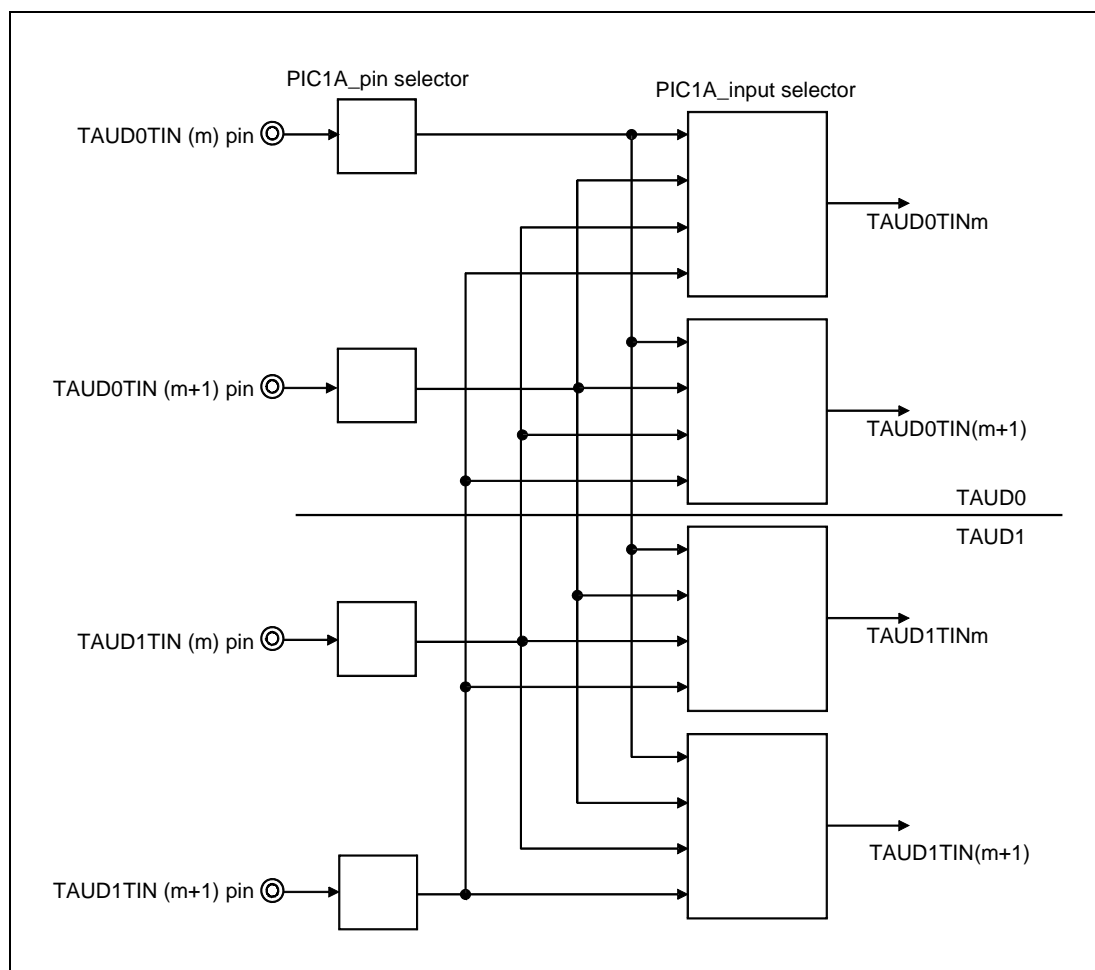 PIC1A_pin selector
PIC1A_input selector
TAUD0TIN (m) pin
TAUD0TINm
TAUD0TIN (m+1) pin
TAUD0TIN(m+1)
TAUD0
TAUD1
TAUD1TIN (m) pin
TAUD1TINm
TAUD1TIN(m+1)
TAUD1TIN (m+1) pin